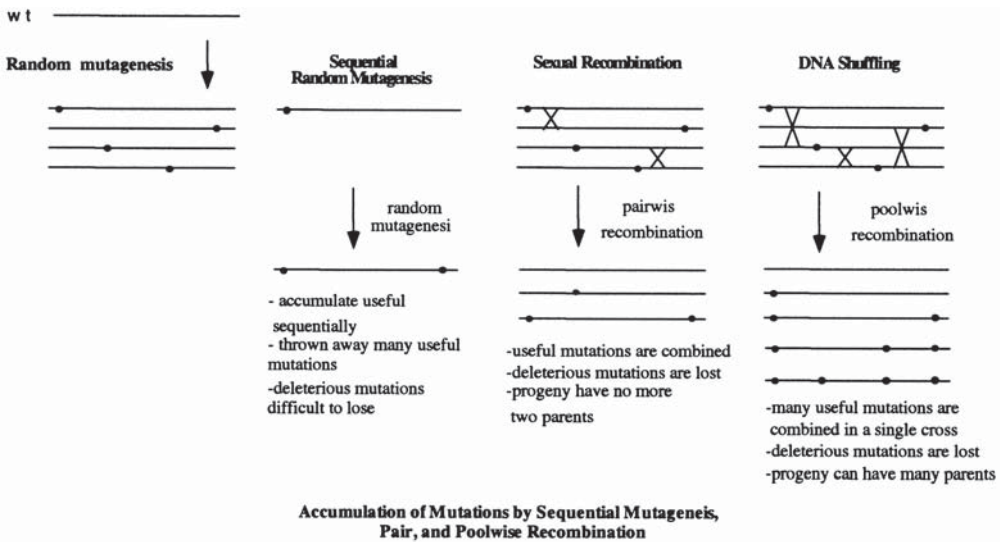 wt
Random mutagenesis
Sequential
Random Mutagenesis
random
mutagenesi
- accumulate useful
sequentially
- thrown away many useful
mutations
-deleterious mutations
difficult to lose
Sexual Recombination
pairwis
recombination
-useful mutations are combined
-deleterious mutations are lost
-progeny have no more
two parents
DNA Shuffling
poolwis
recombination
-many useful mutations are
combined in a single cross
-deleterious mutations are lost
-progeny can have many parents
Accumulation of Mutations by Sequential Mutageneis,
Pair, and Poolwise Recombination